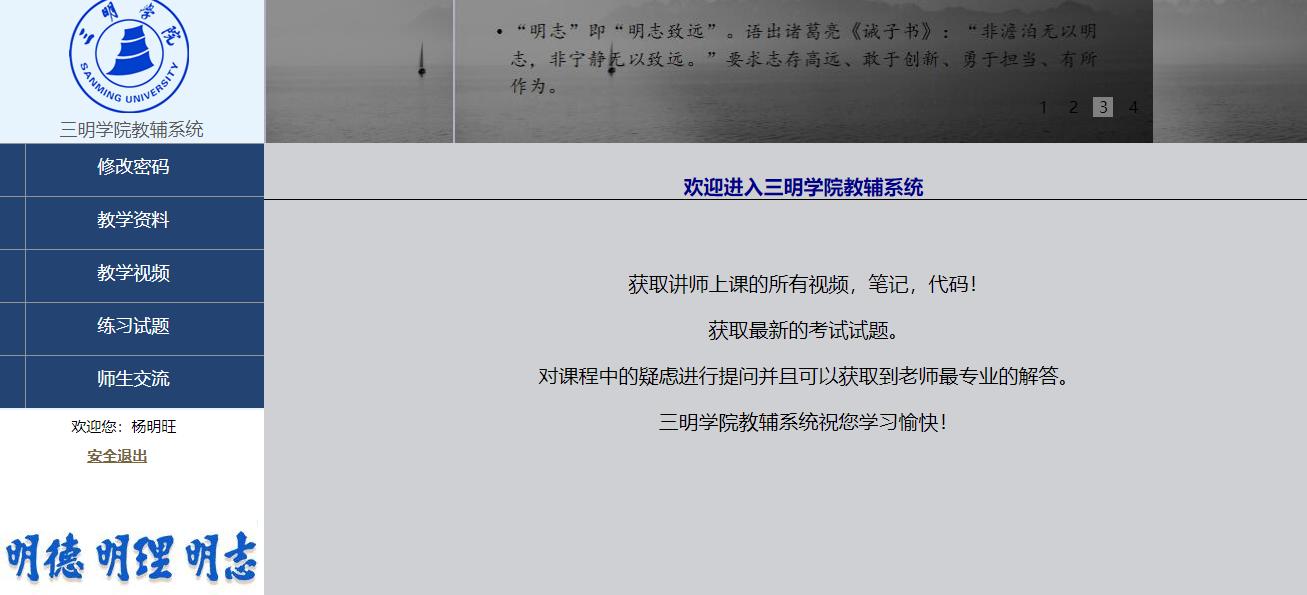 三明学院
SANMING UNIVERSITY
三明学院教辅系统
修改密码
教学资料
教学视频
练习试题
师生交流
欢迎您：杨明旺
安全退出
明德 明理 明志
• “明志”即“明志致远”。语出诸葛亮《诫子书》：“非澹泊无以明
志，非宁静无以致远。”要求志存高远、敢于创新、勇于担当、有所
作为。
1 2 3 4
欢迎进入三明学院教辅系统
获取讲师上课的所有视频，笔记，代码！
获取最新的考试试题。
对课程中的疑虑进行提问并且可以获取到老师最专业的解答。
三明学院教辅系统祝您学习愉快！